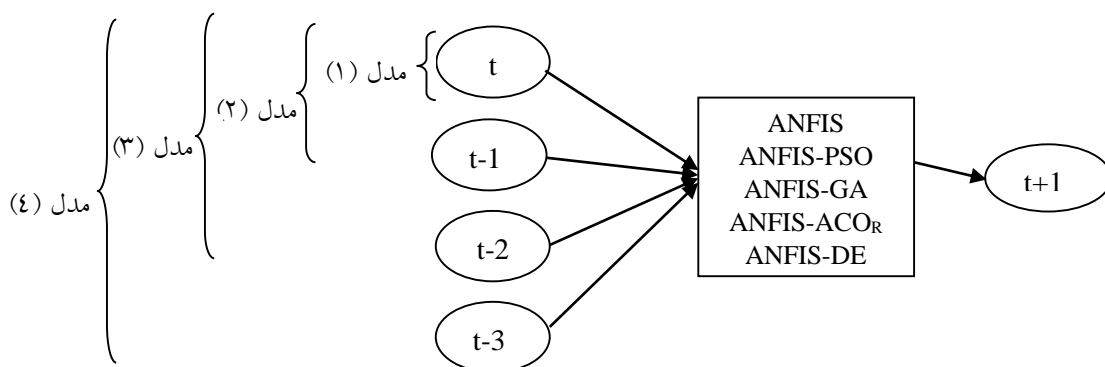 مدل (۱)
مدل (۲)
مدل (۳)
مدل (٤)
t
t-1
t-2
t-3
ANFIS
ANFIS-PSO
ANFIS-GA
ANFIS-ACO_R
ANFIS-DE
t+1